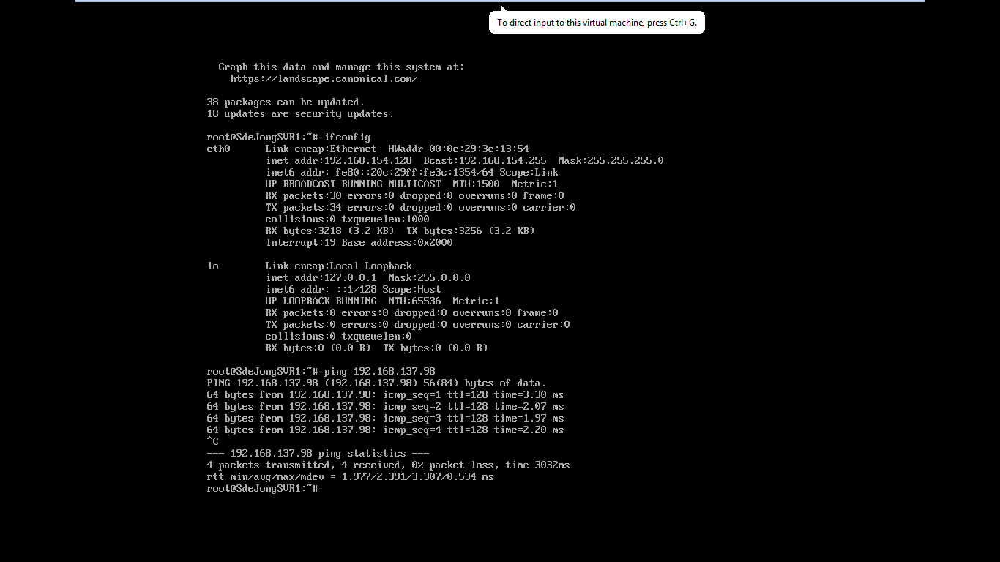 To direct input to this virtual machine, press Ctrl+G.
Graph this data and manage this system at:
https://landscape.canonical.com/
38 packages can be updated.
18 updates are security updates.
root@SdeJongSVR1:~# ifconfig
eth0 Link encap:Ethernet HWaddr 00:0c:29:3c:13:54
inet addr:192.168.154.128 Bcast:192.168.154.255 Mask:255.255.255.0
inet6 addr: fe80::20c:29ff:fe3c:1354/64 Scope:Link
UP BROADCAST RUNNING MULTICAST MTU:1500 Metric:1
RX packets:30 errors:0 dropped:0 overruns:0 frame:0
TX packets:34 errors:0 dropped:0 overruns:0 carrier:0
collisions:0 txqueuelen:1000
RX bytes:3218 (3.2 KB) TX bytes:3256 (3.2 KB)
Interrupt:19 Base address:0x2000
lo Link encap:Local Loopback
inet addr:127.0.0.1 Mask:255.0.0.0
inet6 addr: ::1/128 Scope:Host
UP LOOPBACK RUNNING MTU:65536 Metric:1
RX packets:0 errors:0 dropped:0 overruns:0 frame:0
TX packets:0 errors:0 dropped:0 overruns:0 carrier:0
collisions:0 txqueuelen:0
RX bytes:0 (0.0 B) TX bytes:0 (0.0 B)
root@SdeJongSVR1:~# ping 192.168.137.98
PING 192.168.137.98 (192.168.137.98) 56(84) bytes of data.
64 bytes from 192.168.137.98: icmp_seq=1 ttl=128 time=3.30 ms
64 bytes from 192.168.137.98: icmp_seq=2 ttl=128 time=2.07 ms
64 bytes from 192.168.137.98: icmp_seq=3 ttl=128 time=1.97 ms
64 bytes from 192.168.137.98: icmp_seq=4 ttl=128 time=2.20 ms
^C
--- 192.168.137.98 ping statistics ---
4 packets transmitted, 4 received, 0% packet loss, time 3032ms
rtt min/avg/max/mdev = 1.977/2.391/3.307/0.534 ms
root@SdeJongSVR1:~#